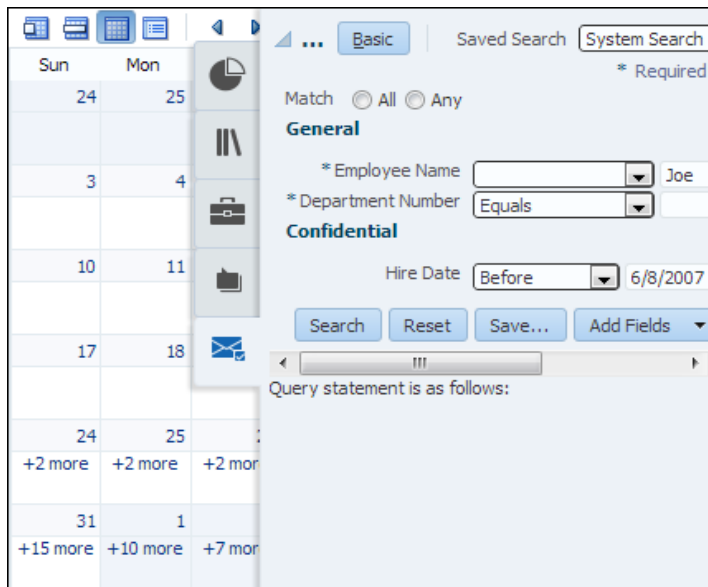 ... Basic Saved Search System Search
* Required
Match All Any
General
* Employee Name Joe
* Department Number Equals
Confidential
Hire Date Before 6/8/2007
Search Reset Save... Add Fields
Query statement is as follows:
Sun Mon
24 25
3 4
10 11
17 18
24 25
+2 more +2 more +2 mor
31 1
+15 more +10 more +7 mor